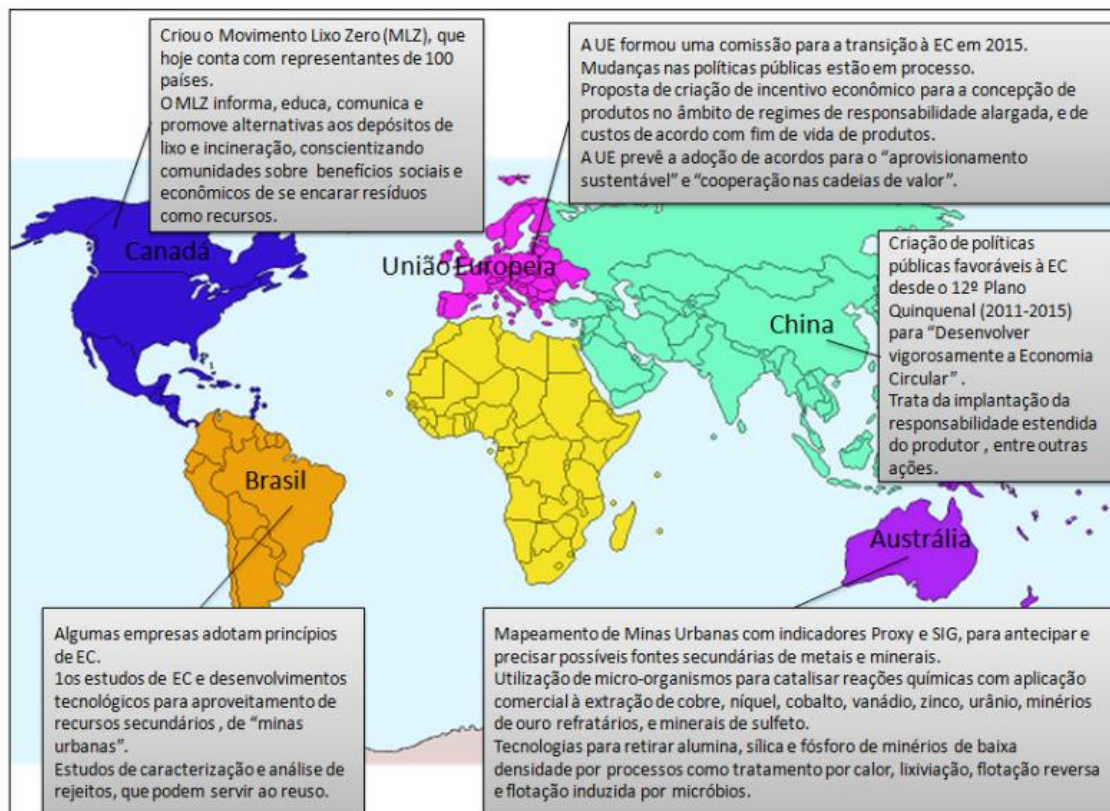 Criou o Movimento Lixo Zero (MLZ), que
hoje conta com representantes de 100
países.
O MLZ informa, educa, comunica e
promove alternativas aos depósitos de
lixo e incineração, conscientizando
comunidades sobre benefícios sociais e
econômicos de se encarar resíduos
como recursos.
A UE formou uma comissão para a transição à EC em 2015.
Mudanças nas políticas públicas estão em processo.
Proposta de criação de incentivo econômico para a concepção de
produtos no âmbito de regimes de responsabilidade alargada, e de
custos de acordo com fim de vida de produtos.
A UE prevê a adoção de acordos para o “aprovisionamento
sustentável” e “cooperação nas cadeias de valor”.
Canadá
União Europeia
China
Criação de políticas
públicas favoráveis à EC
desde o 12º Plano
Quinquenal (2011-2015)
para “Desenvolver
vigorosamente a Economia
Circular” .
Trata da implantação da
responsabilidade estendida
do produtor , entre outras
ações.
Brasil
Austrália
Algumas empresas adotam princípios
de EC.
1os estudos de EC e desenvolvimentos
tecnológicos para aproveitamento de
recursos secundários , de “minas
urbanas”.
Estudos de caracterização e análise de
rejeitos, que podem servir ao reuso.
Mapeamento de Minas Urbanas com indicadores Proxy e SIG, para antecipar e
precisar possíveis fontes secundárias de metais e minerais.
Utilização de micro-organismos para catalisar reações químicas com aplicação
comercial à extração de cobre, níquel, cobalto, vanádio, zinco, urânio, minérios
de ouro refratários, e minerais de sulfeto.
Tecnologias para retirar alumina, sílica e fósforo de minérios de baixa
densidade por processos como tratamento por calor, lixiviação, flotação reversa
e flotação induzida por micróbios.